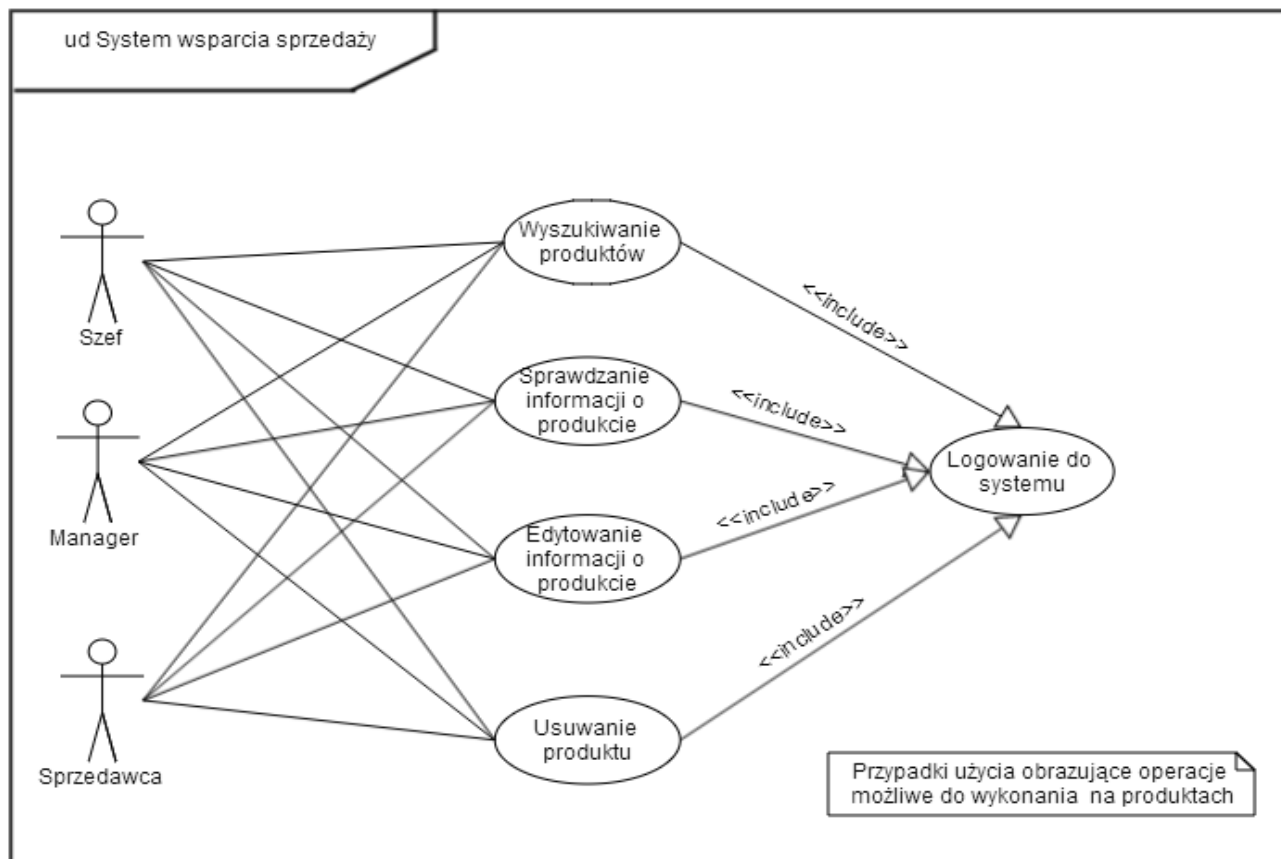 ud System wsparcia sprzedaży
Szef
Manager
Sprzedawca
Wyszukiwanie
produktów
Sprawdzanie
informacji o
produkcie
Edytowanie
informacji o
produkcie
Usuwanie
produktu
<<include>>
<<include>>
<<include>>
<<include>>
Logowanie do
systemu
Przypadki użycia obrazujące operacje
możliwe do wykonania na produktach